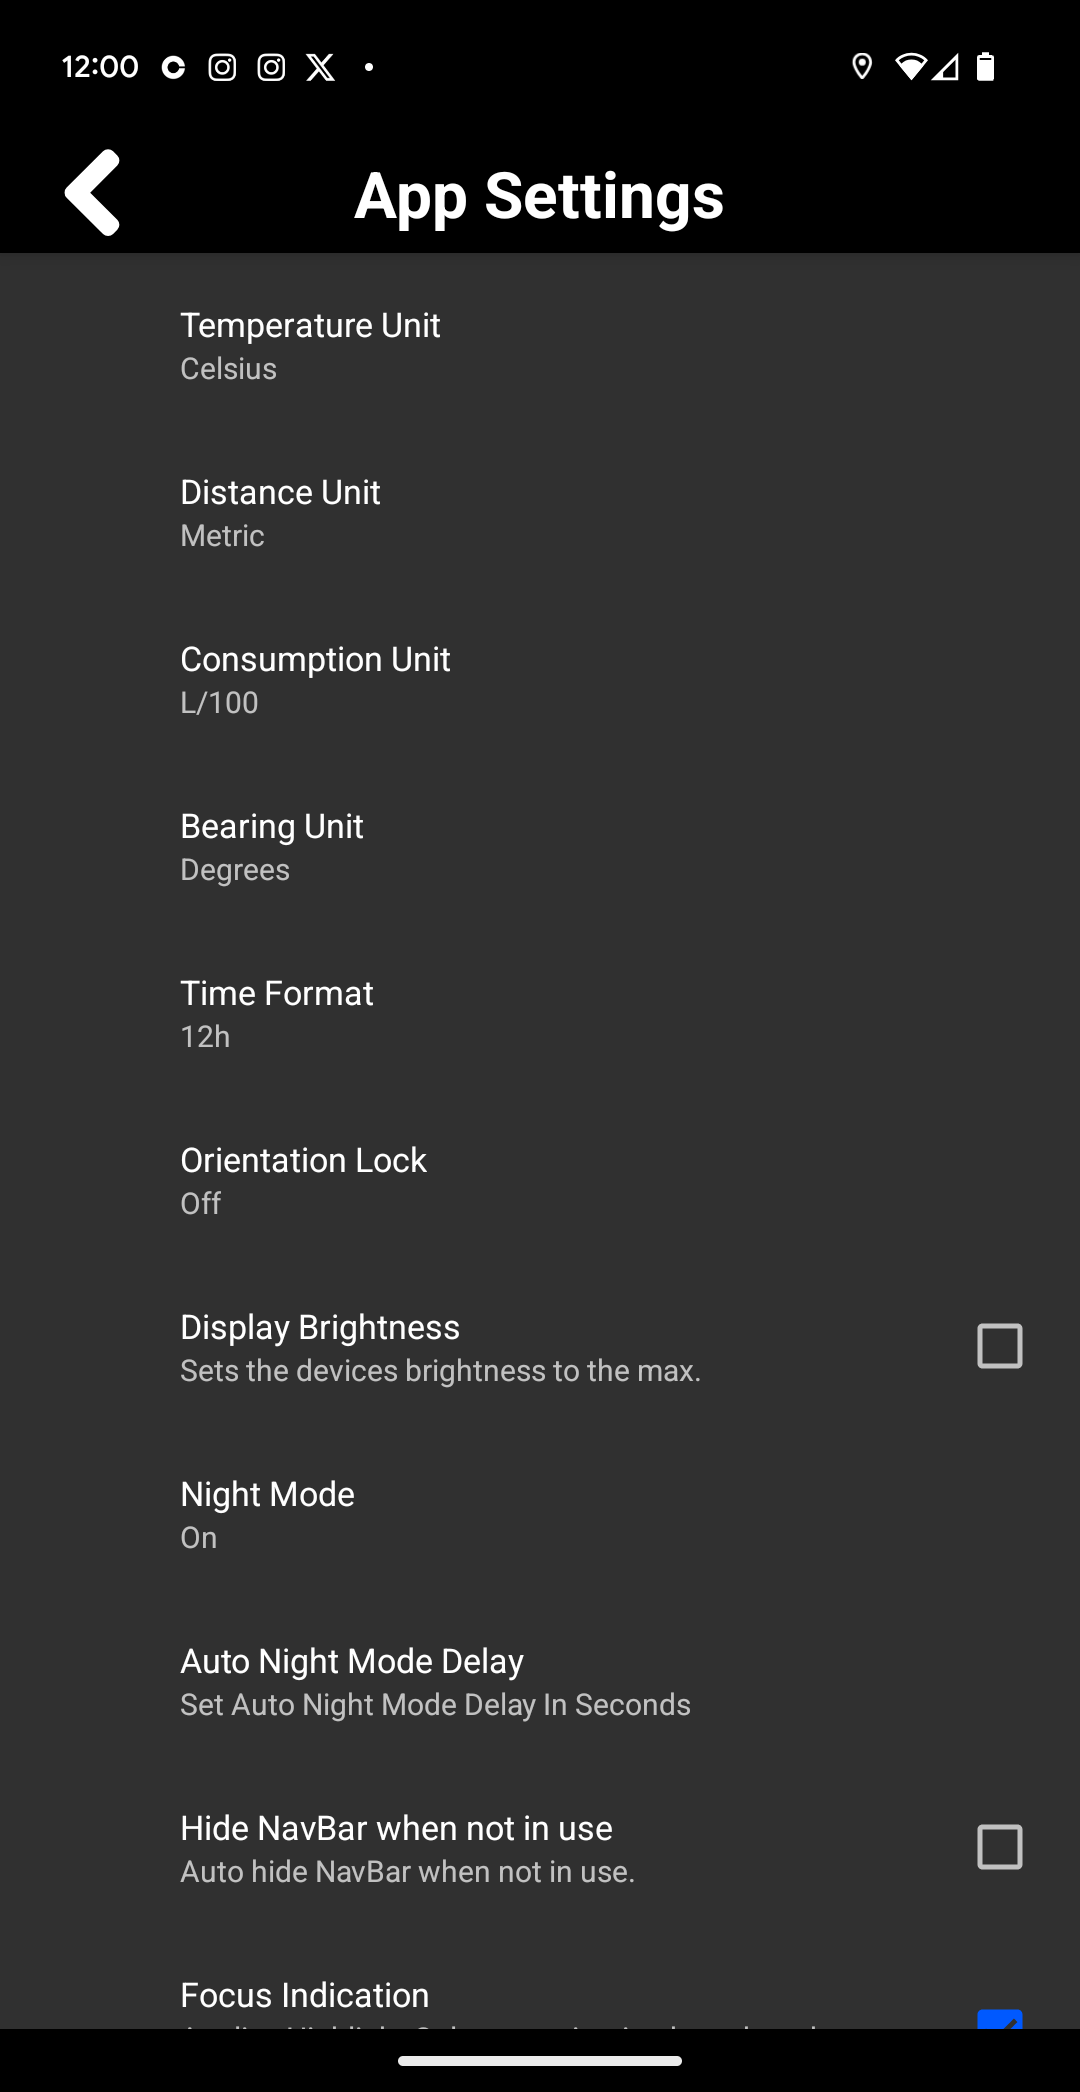 12:00
App Settings
Temperature Unit
Celsius
Distance Unit
Metric
Consumption Unit
L/100
Bearing Unit
Degrees
Time Format
12h
Orientation Lock
Off
Display Brightness
Sets the devices brightness to the max.
Night Mode
On
Auto Night Mode Delay
Set Auto Night Mode Delay In Seconds
Hide NavBar when not in use
Auto hide NavBar when not in use.
Focus Indication